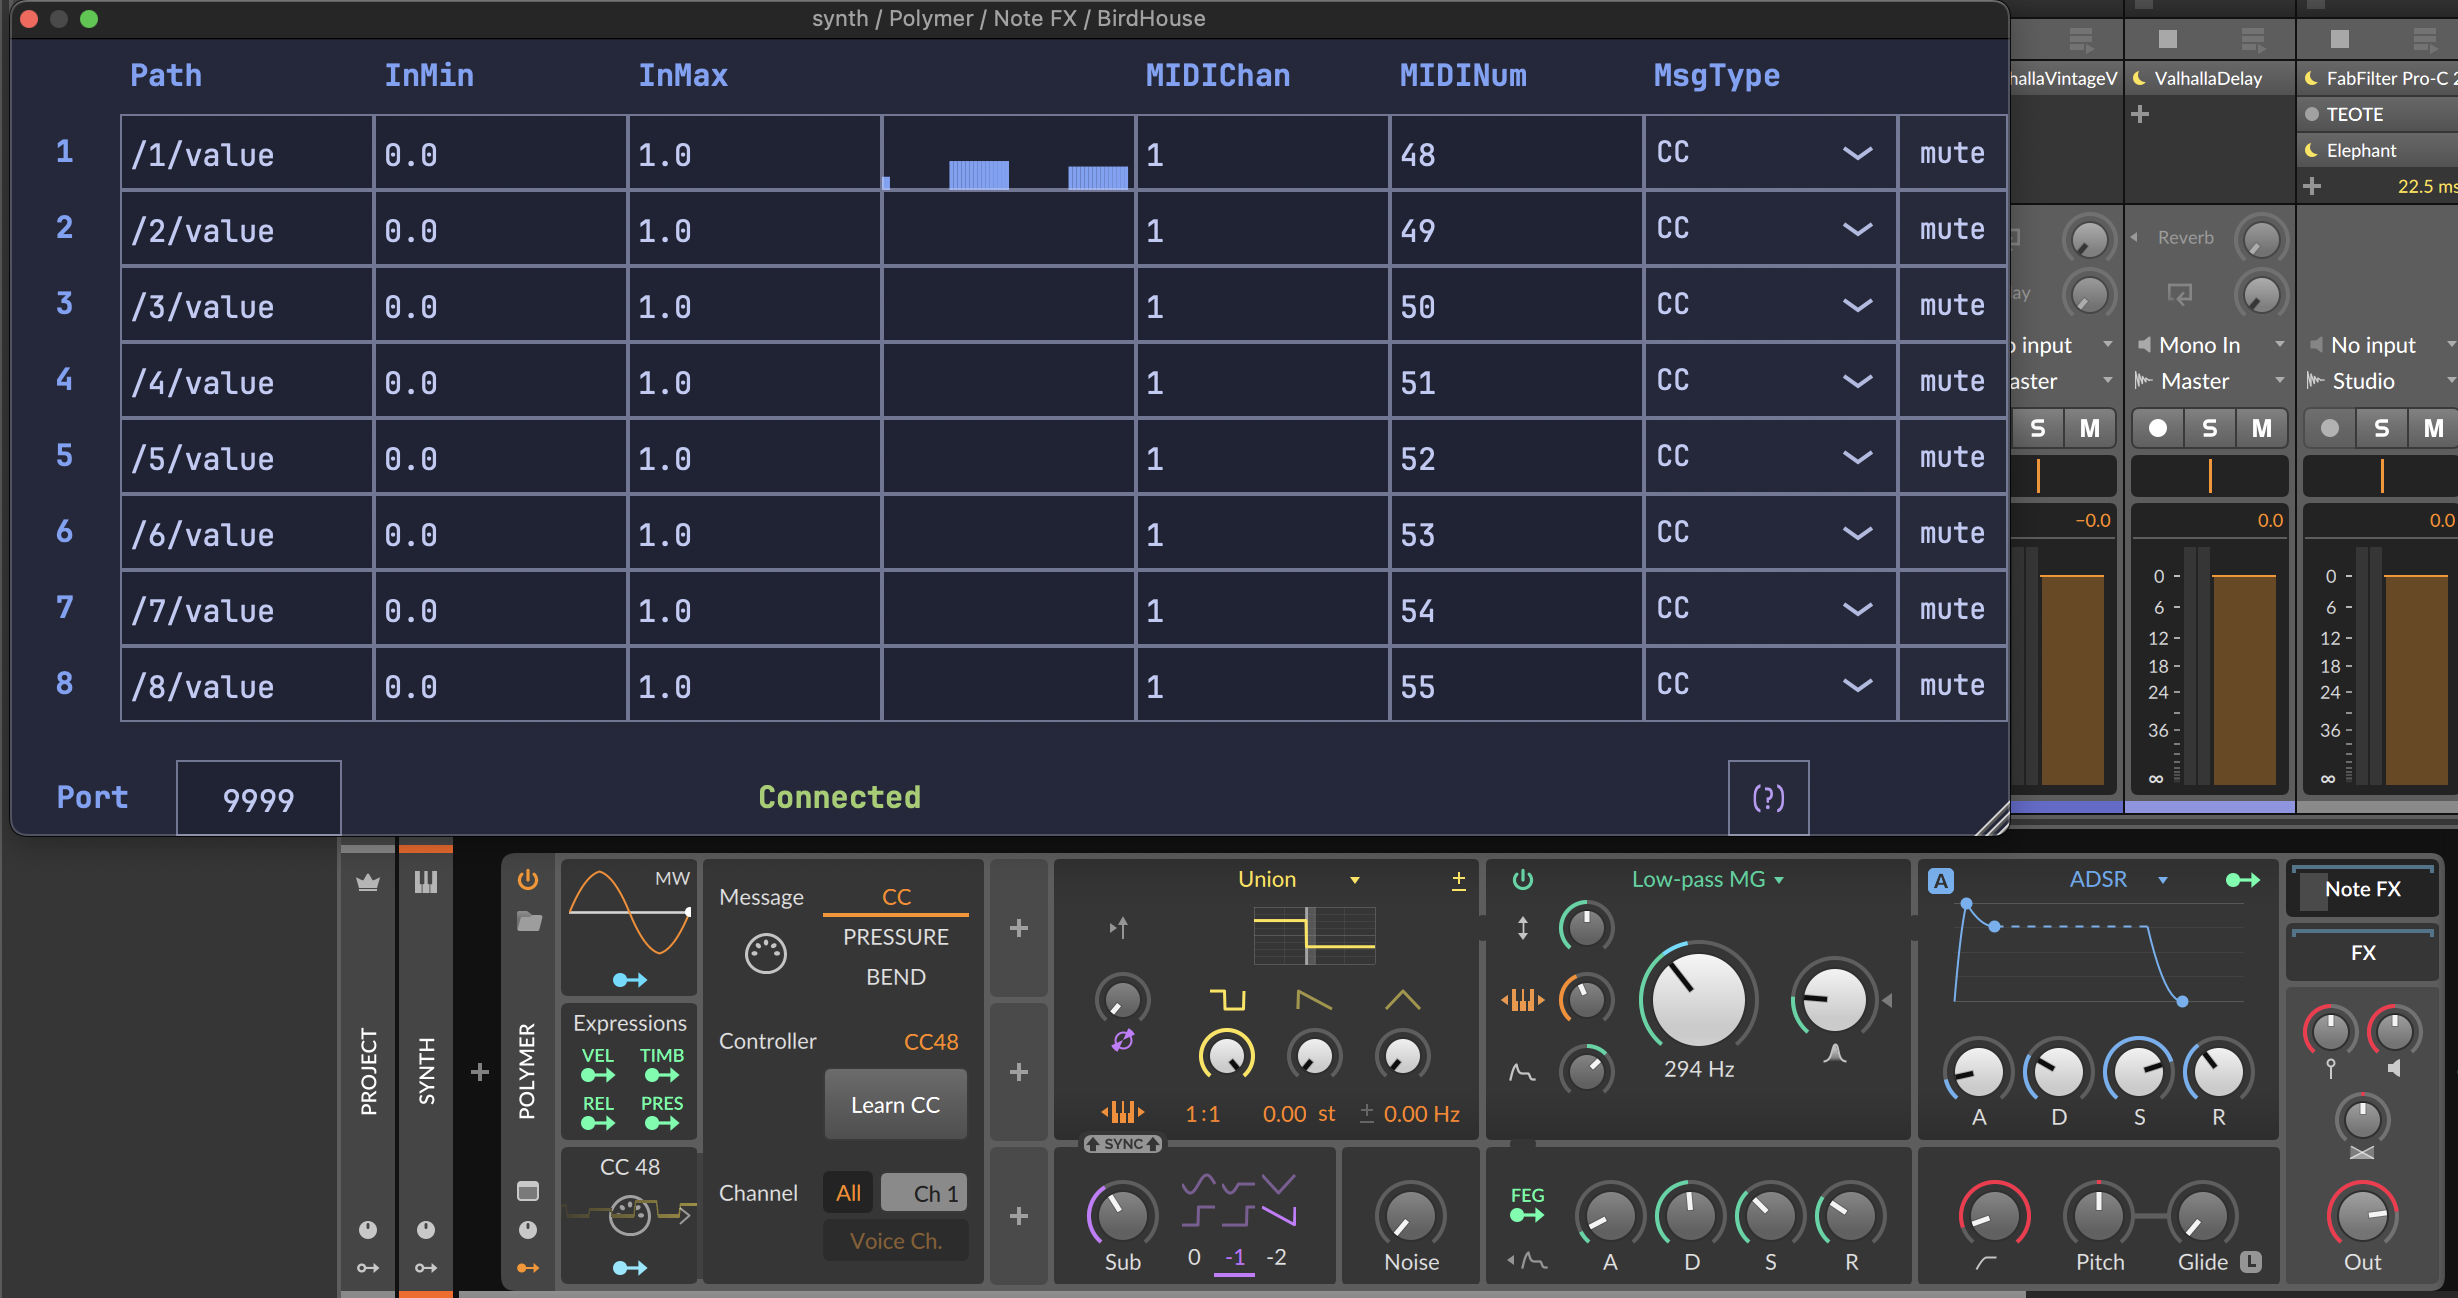 synth / Polymer / Note FX / BirdHouse
Path InMin InMax MIDIChan MIDINum MsgType
1 /1/value 0.0 1.0 1 48 CC mute
2 /2/value 0.0 1.0 1 49 CC mute
3 /3/value 0.0 1.0 1 50 CC mute
4 /4/value 0.0 1.0 1 51 CC mute
5 /5/value 0.0 1.0 1 52 CC mute
6 /6/value 0.0 1.0 1 53 CC mute
7 /7/value 0.0 1.0 1 54 CC mute
8 /8/value 0.0 1.0 1 55 CC mute
Port 9999 Connected (?)
hallaVintageV ValhallaDelay FabFilter Pro-C 2
TEOTE
Elephant
22.5 ms
Reverb
ay
input Mono In No input
aster Master Studio
S M S M S M
-0.0 0.0 0.0
0 0
6 6
12 12
18 18
24 24
36 36
∞ ∞
PROJECT
SYNTH
POLYMER
MW
Expressions
VEL TIMB
REL PRES
CC 48
Message CC
PRESSURE
BEND
Controller CC48
Learn CC
Channel All Ch 1
Voice Ch.
Union
1:1 0.00 st ± 0.00 Hz
SYNC
Sub 0 -1 -2
Noise
Low-pass MG
294 Hz
FEG
A D S R
A ADSR
A D S R
Pitch Glide L
Note FX
FX
Out